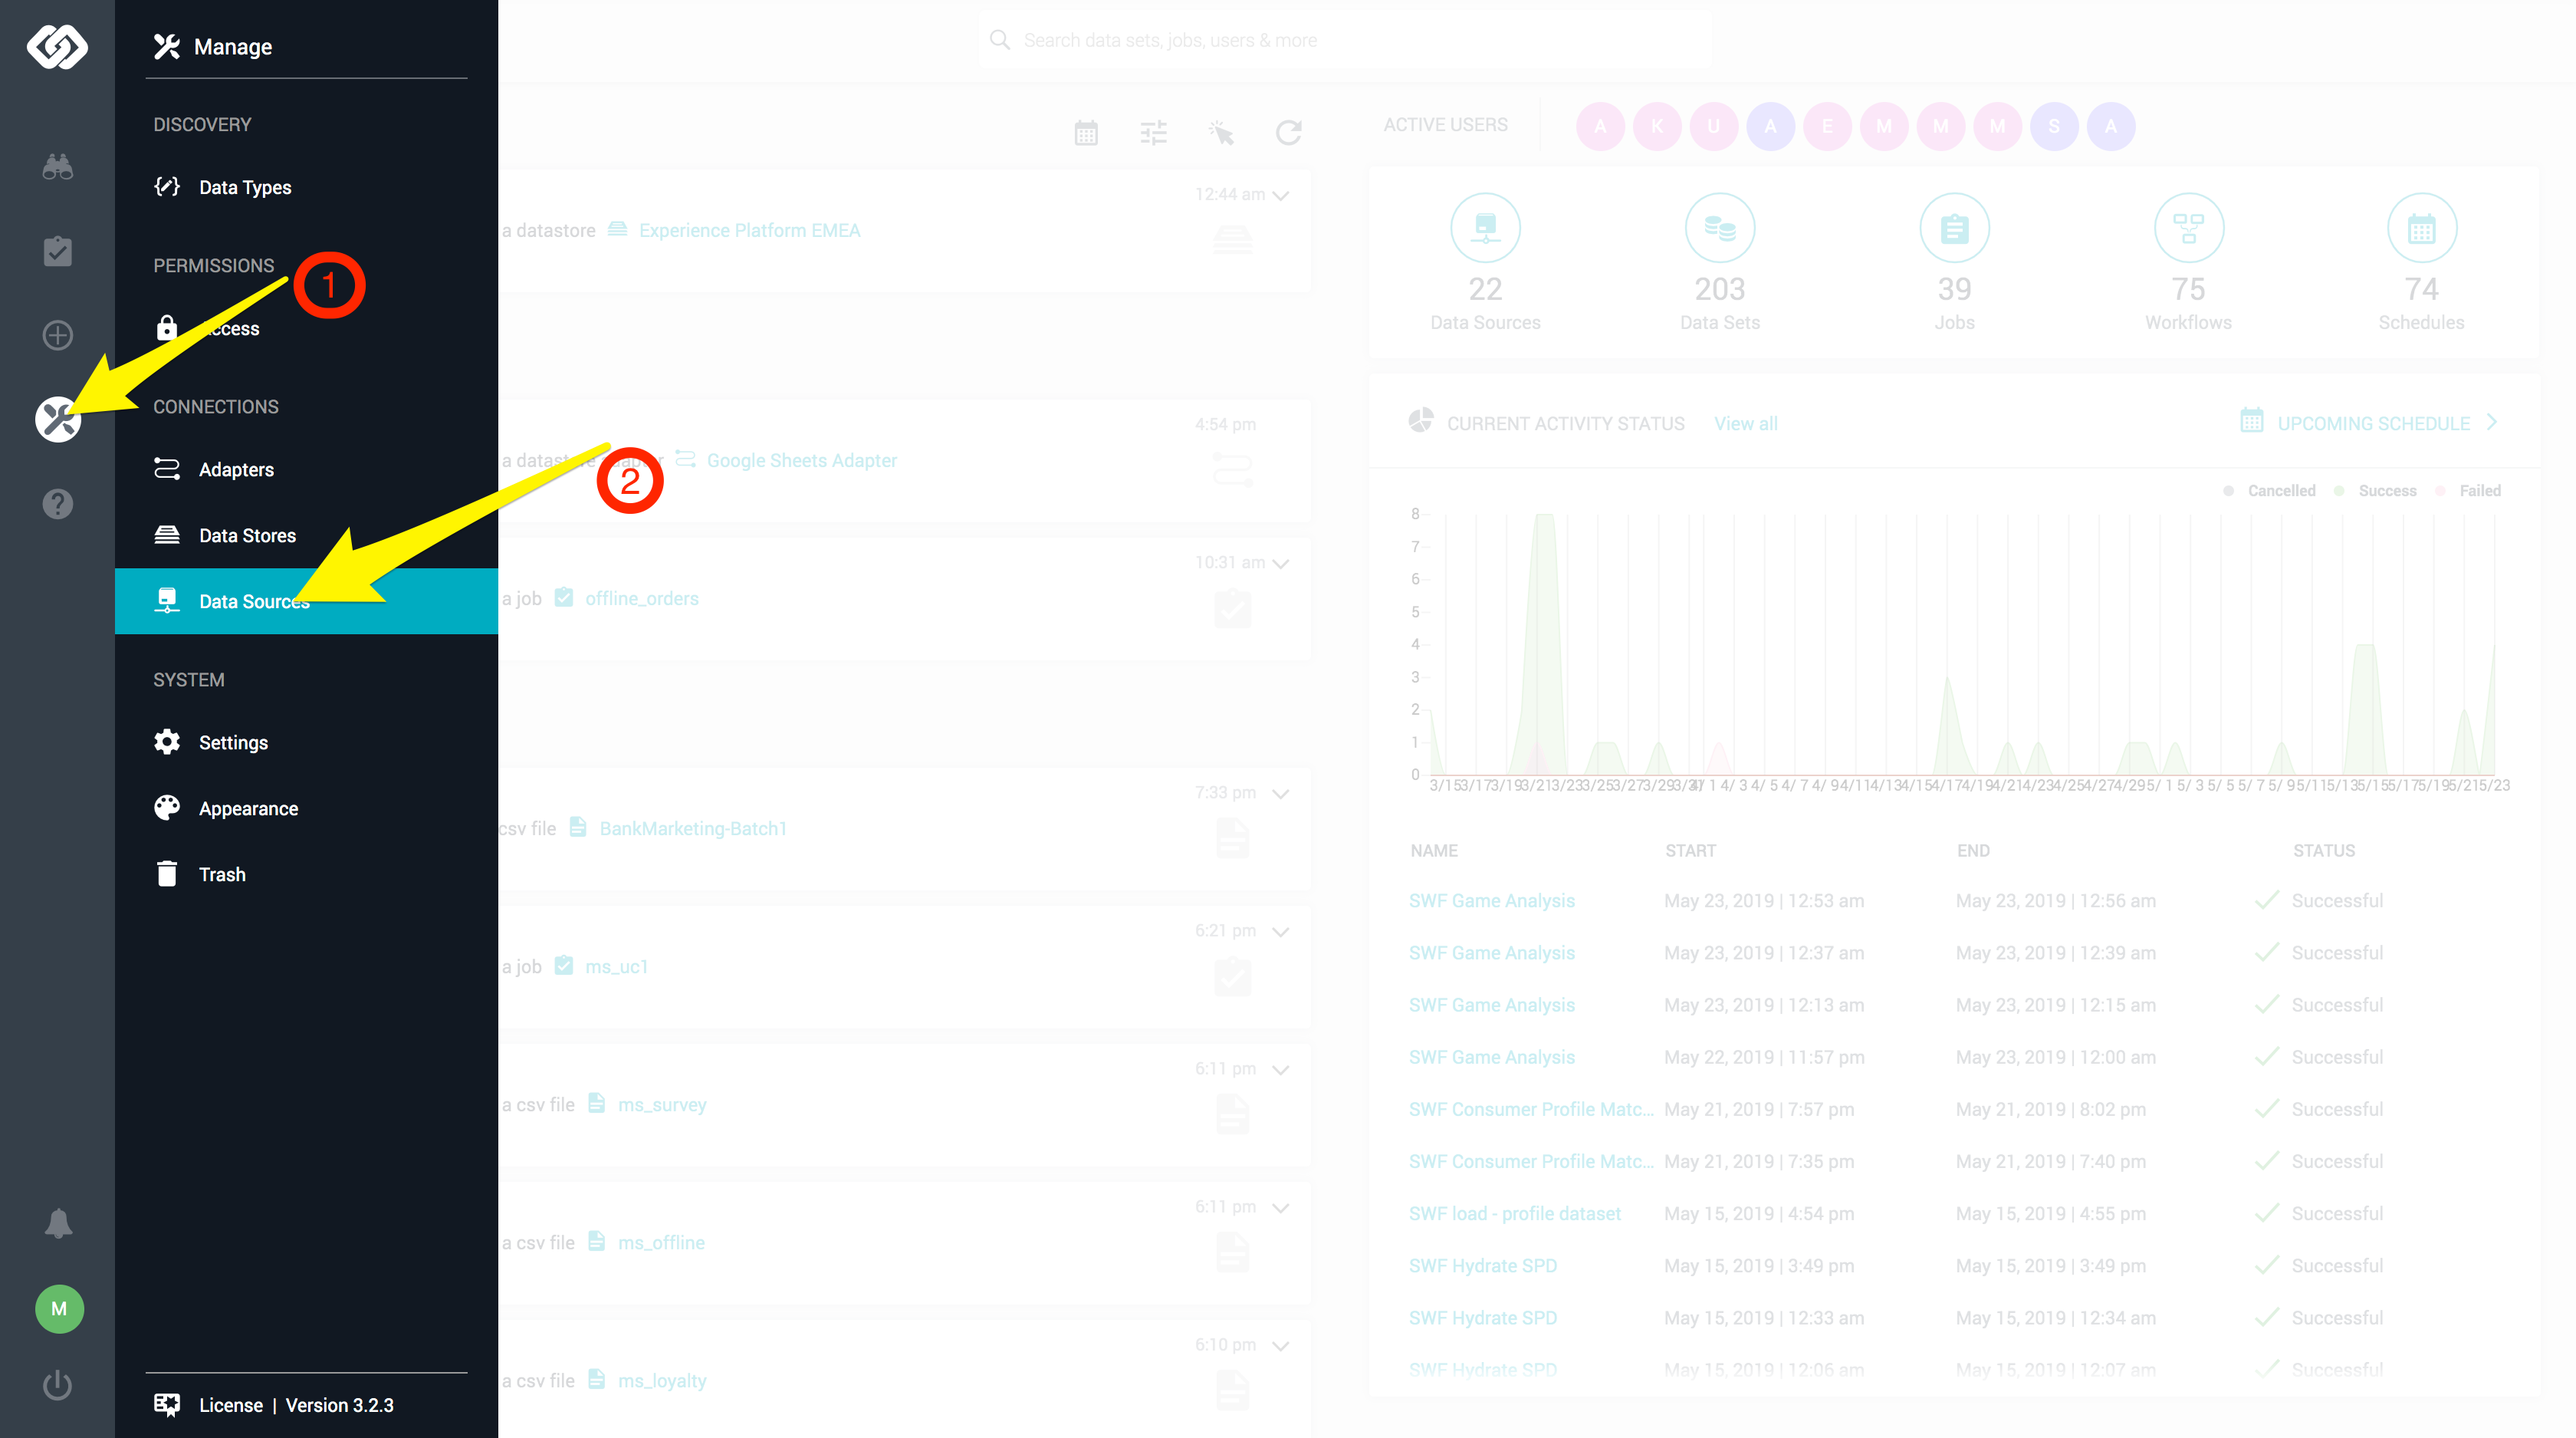 Manage
DISCOVERY
Data Types
PERMISSIONS
1
CONNECTIONS
Adapters
Data Stores
Data Sources
SYSTEM
Settings
Appearance
Trash
License | Version 3.2.3
M
Search data sets, jobs, users & more
12:44 am
a datastore Experience Platform EMEA
4:54 pm
a Google Sheets Adapter
2
10:31 am
a job offline_orders
7:33 pm
csv file BankMarketing-Batch1
6:21 pm
a job ms_uc1
6:11 pm
a csv file ms_survey
6:11 pm
a csv file ms_offline
6:10 pm
a csv file ms_loyalty
ACTIVE USERS A K U A E M M M S A
22 203 39 75 74
Data Sources Data Sets Jobs Workflows Schedules
CURRENT ACTIVITY STATUS View all UPCOMING SCHEDULE
Cancelled Success Failed
8
7
6
5
4
3
2
1
0
3/15 3/17 3/19 3/21 3/23 3/25 3/27 3/29 3/31 4/ 1 4/ 3 4/ 5 4/ 7 4/ 9 4/11 4/13 4/15 4/17 4/19 4/21 4/23 4/25 4/27 4/29 5/ 1 5/ 3 5/ 5 5/ 7 5/ 9 5/11 5/13 5/15 5/17 5/19 5/21 5/23
NAME START END STATUS
SWF Game Analysis May 23, 2019 | 12:53 am May 23, 2019 | 12:56 am Successful
SWF Game Analysis May 23, 2019 | 12:37 am May 23, 2019 | 12:39 am Successful
SWF Game Analysis May 23, 2019 | 12:13 am May 23, 2019 | 12:15 am Successful
SWF Game Analysis May 22, 2019 | 11:57 pm May 23, 2019 | 12:00 am Successful
SWF Consumer Profile Matc... May 21, 2019 | 7:57 pm May 21, 2019 | 8:02 pm Successful
SWF Consumer Profile Matc... May 21, 2019 | 7:35 pm May 21, 2019 | 7:40 pm Successful
SWF load - profile dataset May 15, 2019 | 4:54 pm May 15, 2019 | 4:55 pm Successful
SWF Hydrate SPD May 15, 2019 | 3:49 pm May 15, 2019 | 3:49 pm Successful
SWF Hydrate SPD May 15, 2019 | 12:33 am May 15, 2019 | 12:34 am Successful
SWF Hydrate SPD May 15, 2019 | 12:06 am May 15, 2019 | 12:07 am Successful